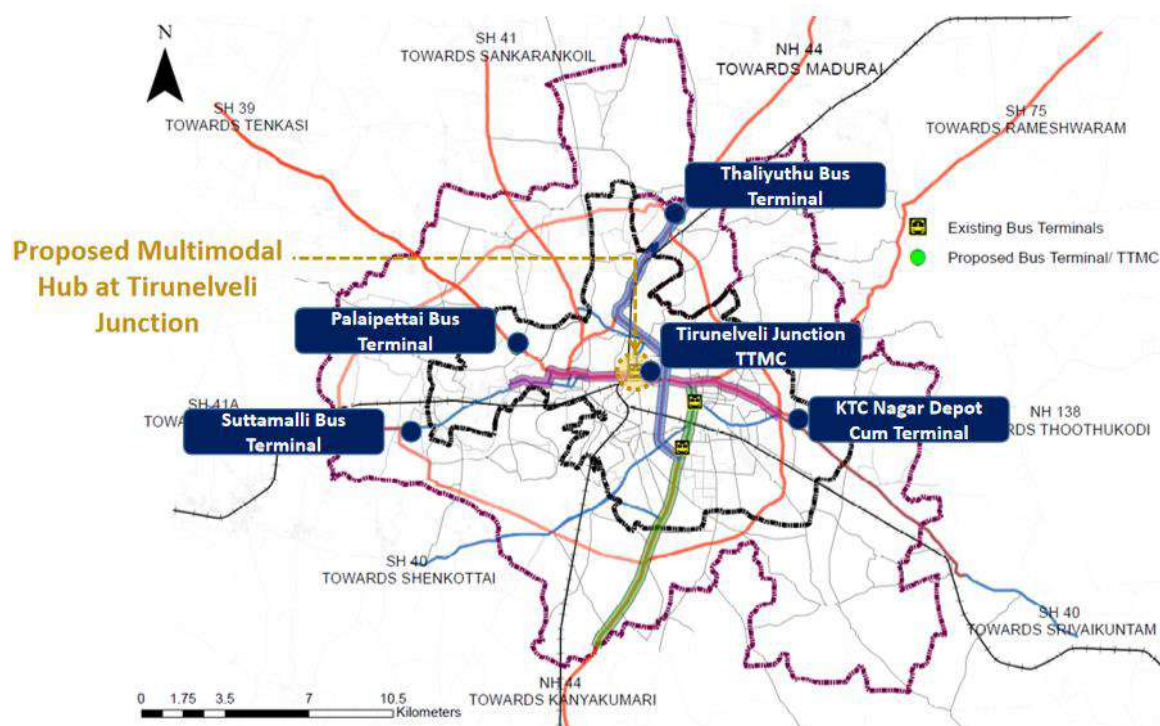 N
SH 41
TOWARDS SANKARANKOIL
NH 44
TOWARDS MADURAI
SH 39
TOWARDS TENKASI
SH 75
TOWARDS RAMESHWARAM
Thaliyuthu Bus
Terminal
Existing Bus Terminals
Proposed Bus Terminal/ TTMC
Proposed Multimodal
Hub at Tirunelveli
Junction
Palaipettai Bus
Terminal
Tirunelveli Junction
TTMC
SH 41A
Suttamalli Bus
Terminal
KTC Nagar Depot
Cum Terminal
NH 138
WARDS THOOTHUKODI
SH 40
TOWARDS SHENKOTTAI
SH 40
TOWARDS SRIVAIKUNTAM
NH 44
TOWARDS KANYAKUMARI
0 1.75 3.5 7 10.5
Kilometers